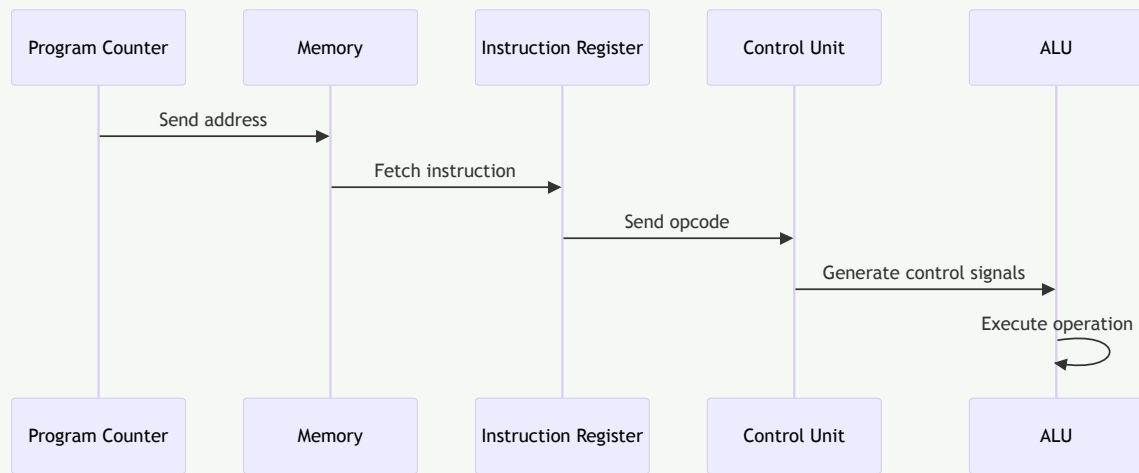 Program Counter
Memory
Instruction Register
Control Unit
ALU
Send address
Fetch instruction
Send opcode
Generate control signals
Execute operation
Program Counter
Memory
Instruction Register
Control Unit
ALU